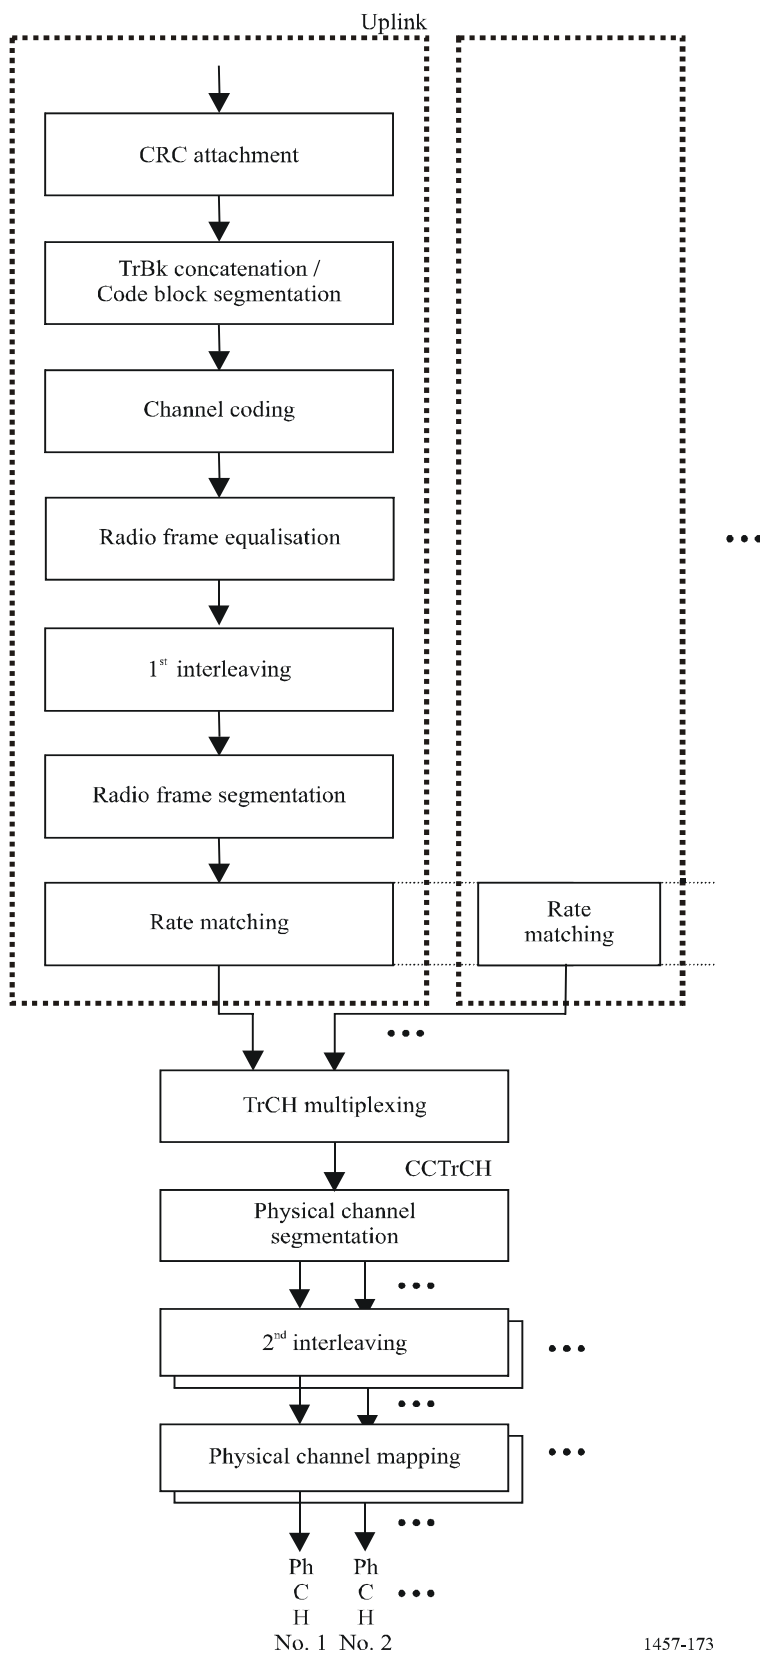 Uplink
CRC attachment
TrBk concatenation /
Code block segmentation
Channel coding
Radio frame equalisation
1st interleaving
Radio frame segmentation
Rate matching
Rate
matching
TrCH multiplexing
CCTrCH
Physical channel
segmentation
2nd interleaving
Physical channel mapping
Ph Ph
C C
H H
No. 1 No. 2
1457-173